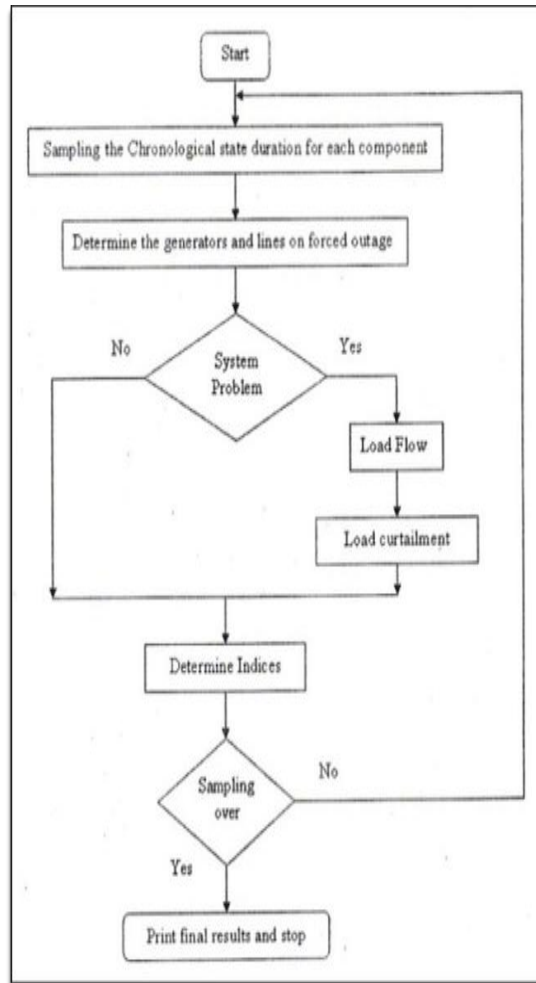 Start
Sampling the Chronological state duration for each component
Determine the generators and lines on forced outage
No
Yes
System
Problem
Load Flow
Load curtailment
Determine Indices
No
Sampling
over
Yes
Print final results and stop